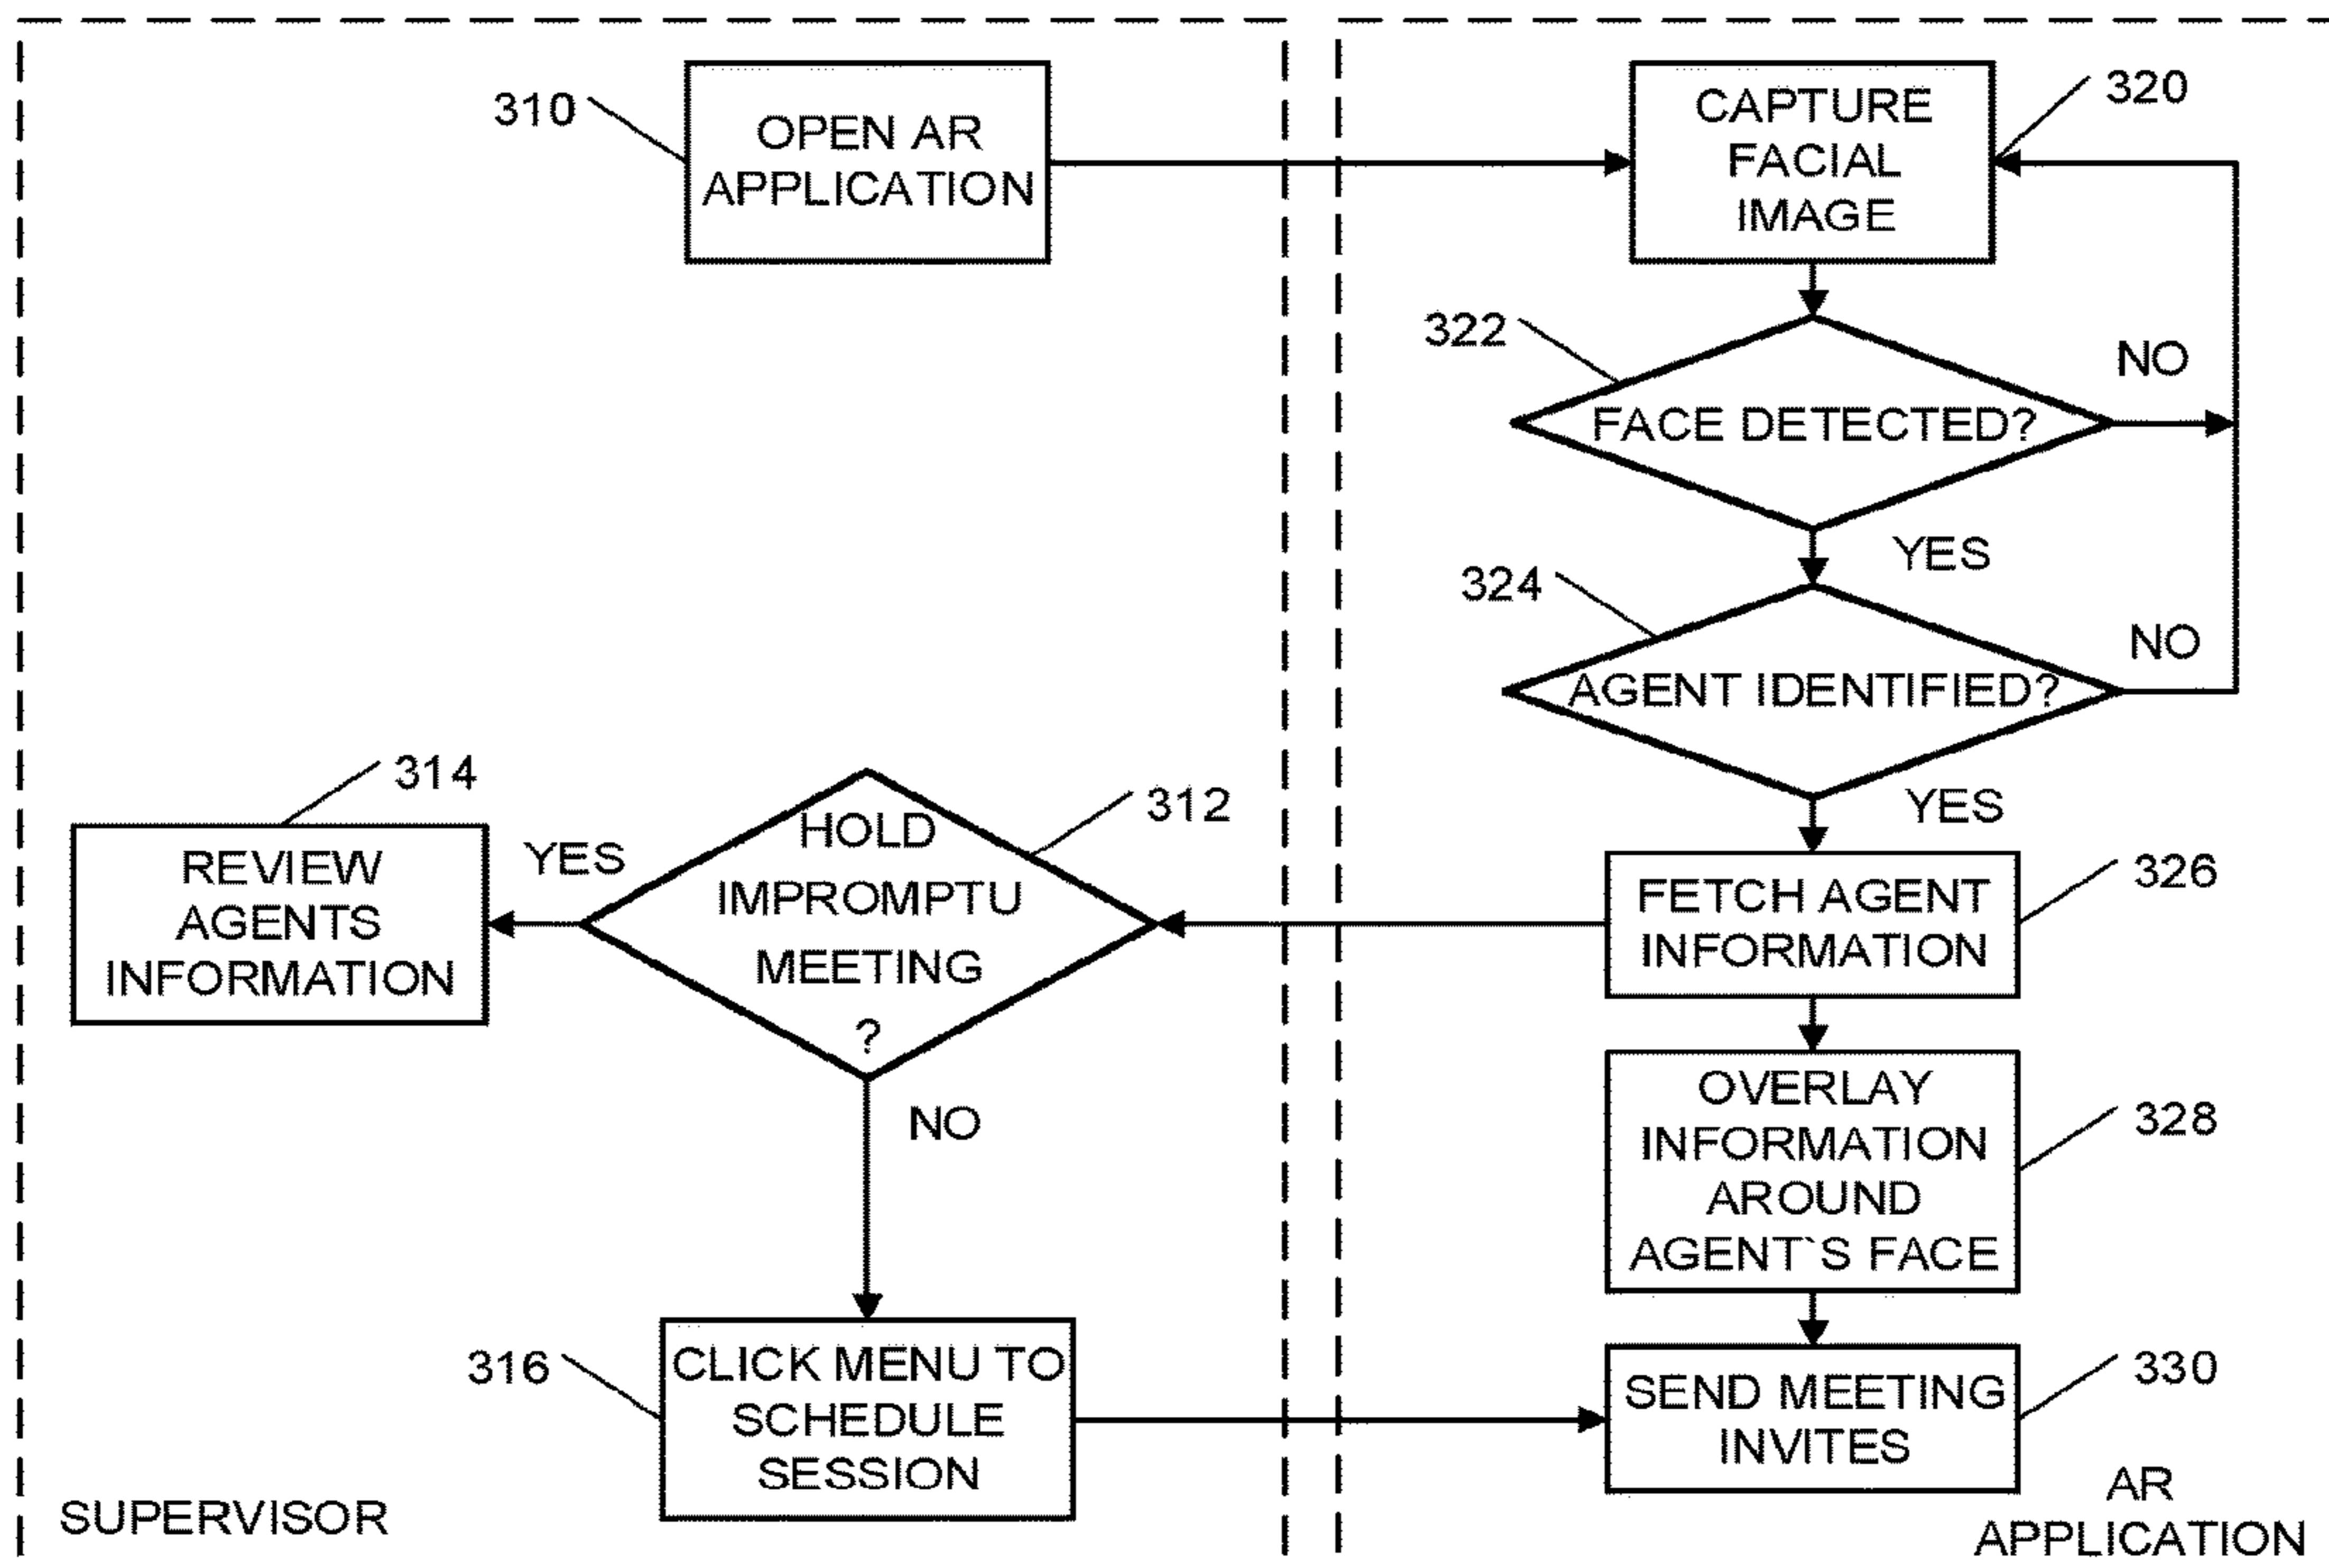 310
OPEN AR
APPLICATION
CAPTURE
FACIAL
IMAGE
320
322
FACE DETECTED?
NO
YES
324
AGENT IDENTIFIED?
NO
YES
314
REVIEW
AGENTS
INFORMATION
YES
HOLD
IMPROMPTU
MEETING
?
312
NO
FETCH AGENT
INFORMATION
326
OVERLAY
INFORMATION
AROUND
AGENT`S FACE
328
316
CLICK MENU TO
SCHEDULE
SESSION
SEND MEETING
INVITES
330
SUPERVISOR
AR
APPLICATION